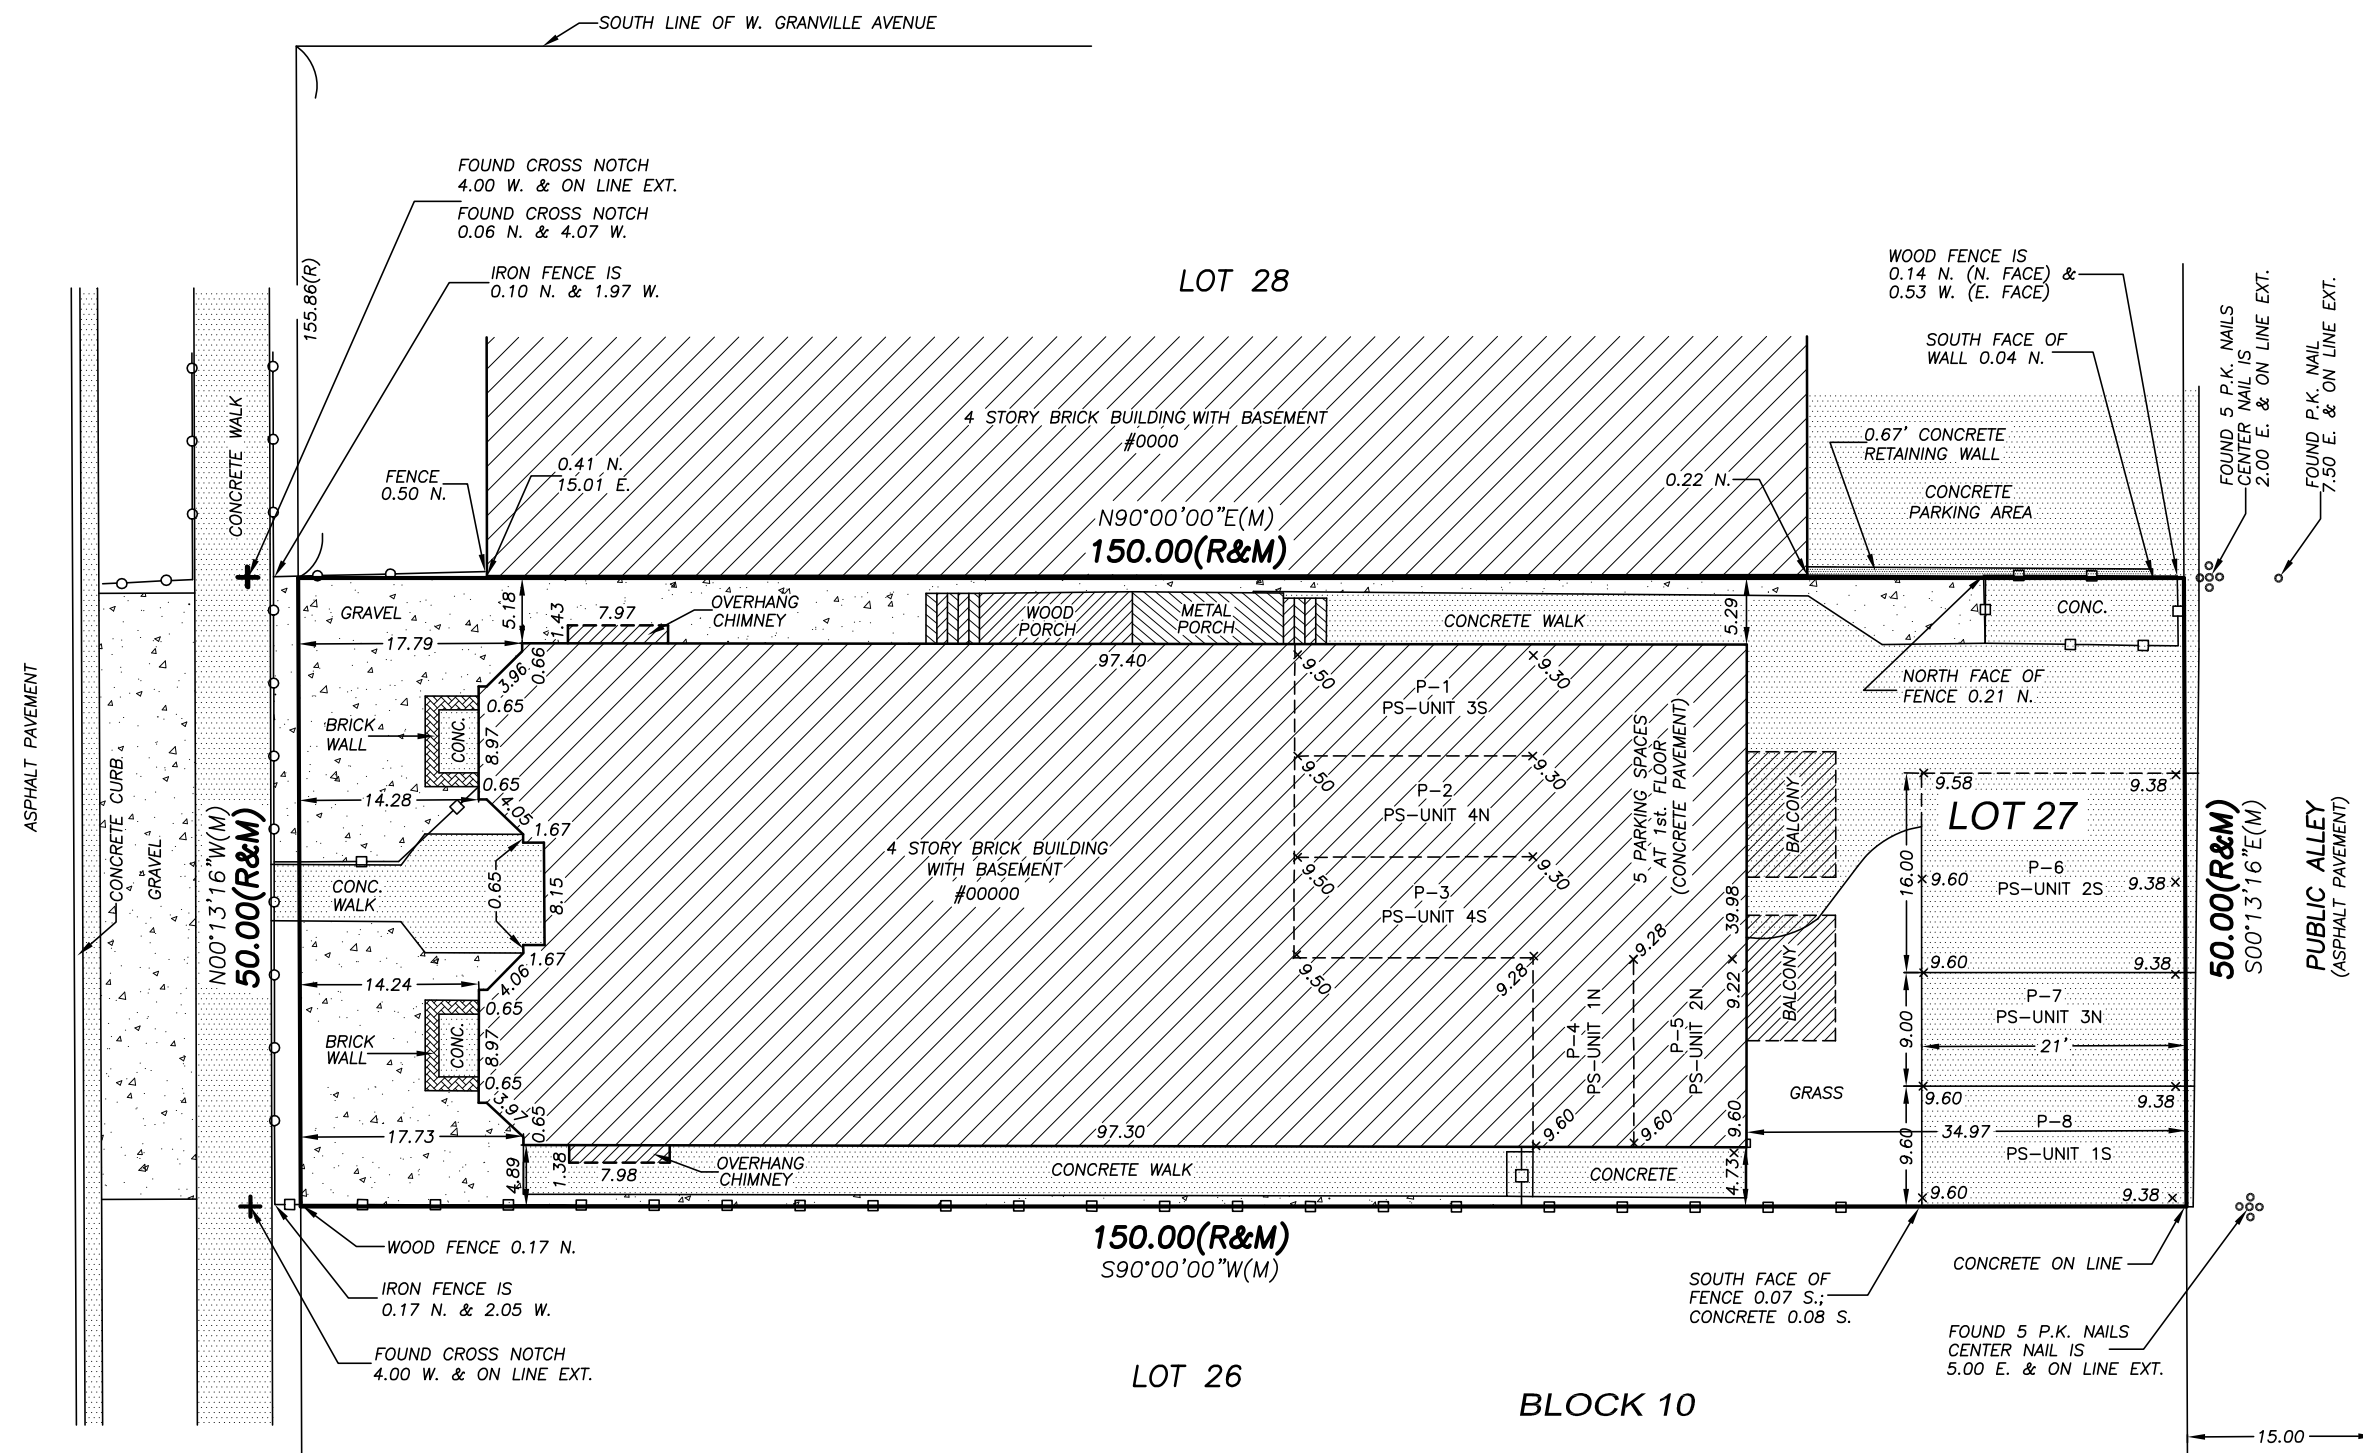 SOUTH LINE OF W. GRANVILLE AVENUE
FOUND CROSS NOTCH
4.00 W. & ON LINE EXT.
FOUND CROSS NOTCH
0.06 N. & 4.07 W.
IRON FENCE IS
0.10 N. & 1.97 W.
155.86(R)
LOT 28
WOOD FENCE IS
0.14 N. (N. FACE) &
0.53 W. (E. FACE)
SOUTH FACE OF
WALL 0.04 N.
FOUND 5 P.K. NAILS
CENTER NAIL IS
2.00 E. & ON LINE EXT.
FOUND P.K. NAIL
7.50 E. & ON LINE EXT.
CONCRETE WALK
4 STORY BRICK BUILDING WITH BASEMENT
#0000
0.67' CONCRETE
RETAINING WALL
CONCRETE
PARKING AREA
FENCE
0.50 N.
0.41 N.
15.01 E.
0.22 N.
N90°00'00"E(M)
150.00(R&M)
GRAVEL
5.18
1.43
7.97
OVERHANG
CHIMNEY
WOOD
PORCH
METAL
PORCH
CONCRETE WALK
5.29
CONC.
17.79
3.96
0.66
97.40
9.50
9.30
NORTH FACE OF
FENCE 0.21 N.
P-1
PS-UNIT 3S
0.65
BRICK
WALL
CONC.
8.97
0.65
9.50
9.30
5 PARKING SPACES
AT 1st. FLOOR
(CONCRETE PAVEMENT)
ASPHALT PAVEMENT
CONCRETE CURB.
GRAVEL
14.28
4.05
1.67
P-2
PS-UNIT 4N
BALCONY
9.58
9.38
LOT 27
N00°13'16"W(M)
50.00(R&M)
50.00(R&M)
S00°13'16"E(M)
PUBLIC ALLEY
(ASPHALT PAVEMENT)
4 STORY BRICK BUILDING
WITH BASEMENT
#00000
9.50
9.30
CONC.
WALK
0.65
8.15
P-3
PS-UNIT 4S
39.98
16.00
P-6
PS-UNIT 2S
9.60
9.38
1.67
14.24
4.06
0.65
9.50
9.28
9.28
9.22
BALCONY
9.60
9.38
P-7
PS-UNIT 3N
9.00
21'
BRICK
WALL
CONC.
8.97
0.65
P-4
PS-UNIT 1N
P-5
PS-UNIT 2N
GRASS
9.60
9.38
3.97
0.65
17.73
97.30
9.60
9.60
9.60
34.97
P-8
PS-UNIT 1S
9.60
4.89
1.38
7.98
OVERHANG
CHIMNEY
CONCRETE WALK
CONCRETE
4.73
9.60
9.38
WOOD FENCE 0.17 N.
150.00(R&M)
S90°00'00"W(M)
IRON FENCE IS
0.17 N. & 2.05 W.
SOUTH FACE OF
FENCE 0.07 S.;
CONCRETE 0.08 S.
CONCRETE ON LINE
FOUND CROSS NOTCH
4.00 W. & ON LINE EXT.
FOUND 5 P.K. NAILS
CENTER NAIL IS
5.00 E. & ON LINE EXT.
LOT 26
BLOCK 10
15.00